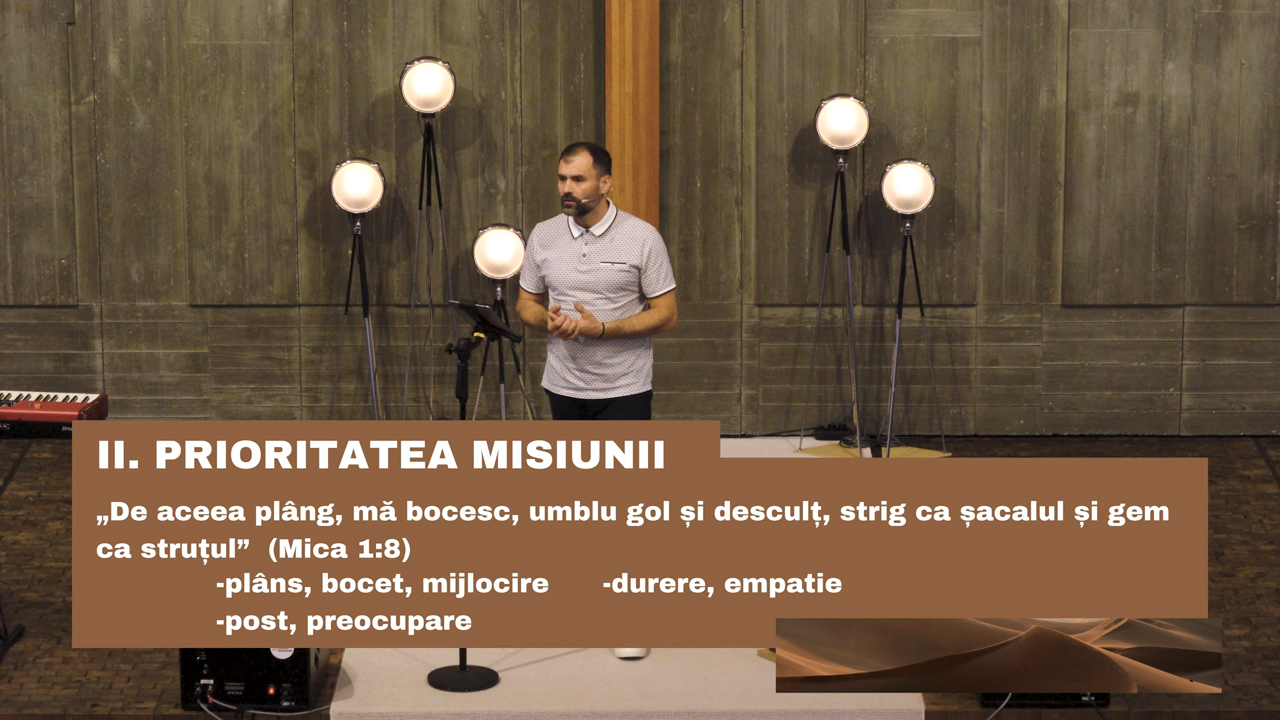 II. PRIORITATEA MISIUNII
„De aceea plâng, mă bocesc, umblu gol și desculț, strig ca șacalul și gem
ca struțul” (Mica 1:8)
-plâns, bocet, mijlocire -durere, empatie
-post, preocupare